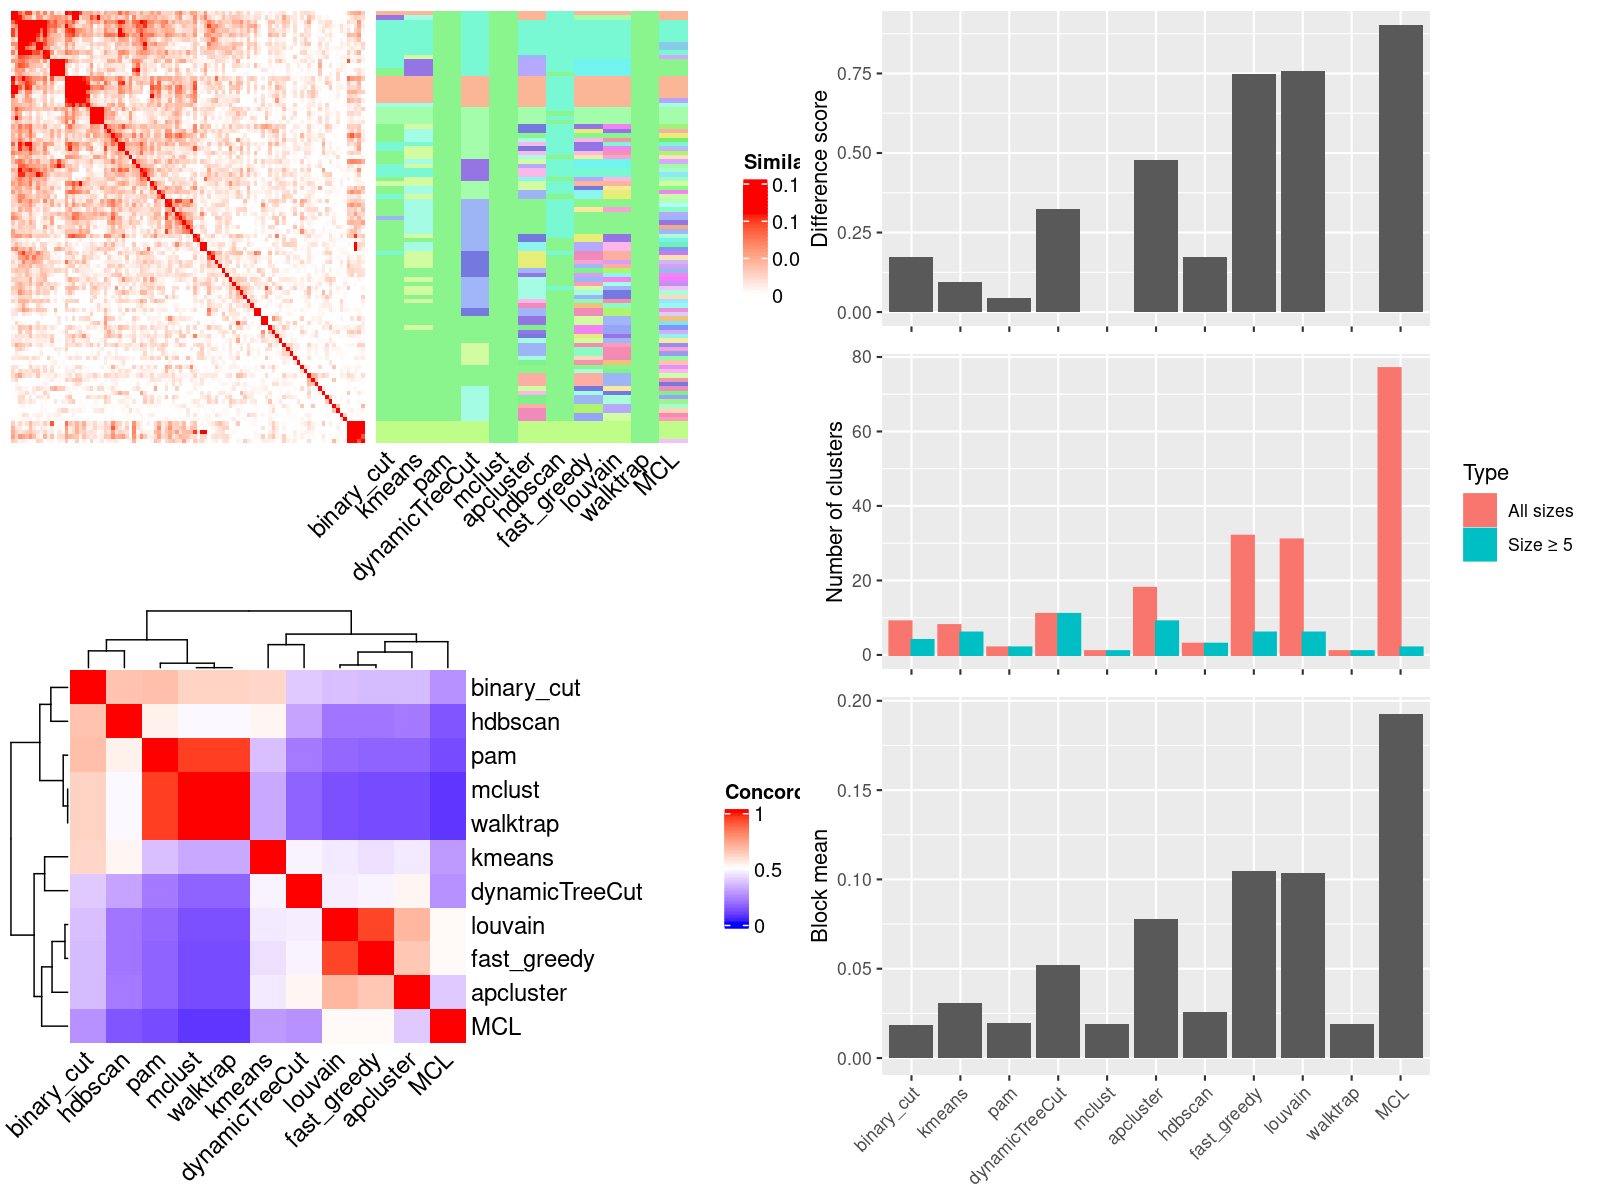 Simila
0.1
0.1
0.0
0
binary_cut
kmeans
pam
dynamicTreeCut
mclust
apcluster
hdbscan
fast_greedy
louvain
walktrap
MCL
Difference score
0.75
0.50
0.25
0.00
Number of clusters
80
60
40
20
0
Type
All sizes
Size ≥ 5
binary_cut
hdbscan
pam
mclust
walktrap
kmeans
dynamicTreeCut
louvain
fast_greedy
apcluster
MCL
binary_cut
hdbscan
pam
mclust
walktrap
kmeans
dynamicTreeCut
louvain
fast_greedy
apcluster
MCL
Concord
1
0.5
0
Block mean
0.20
0.15
0.10
0.05
0.00
binary_cut
kmeans
pam
dynamicTreeCut
mclust
apcluster
hdbscan
fast_greedy
louvain
walktrap
MCL